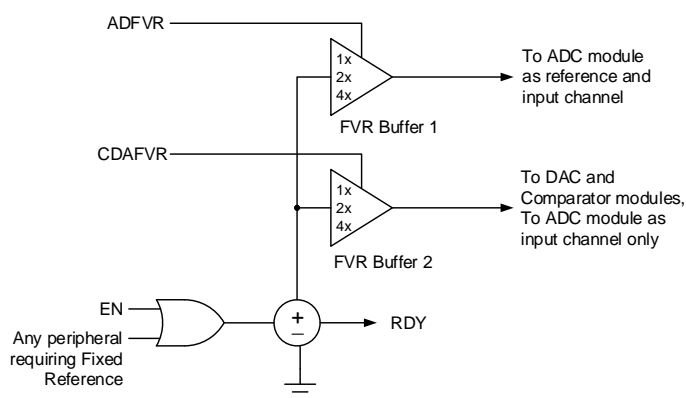 ADFVR
1x
2x
4x
To ADC module
as reference and
input channel
FVR Buffer 1
CDAFVR
1x
2x
4x
To DAC and
Comparator modules,
To ADC module as
input channel only
FVR Buffer 2
EN
Any peripheral
requiring Fixed
Reference
+
−
RDY